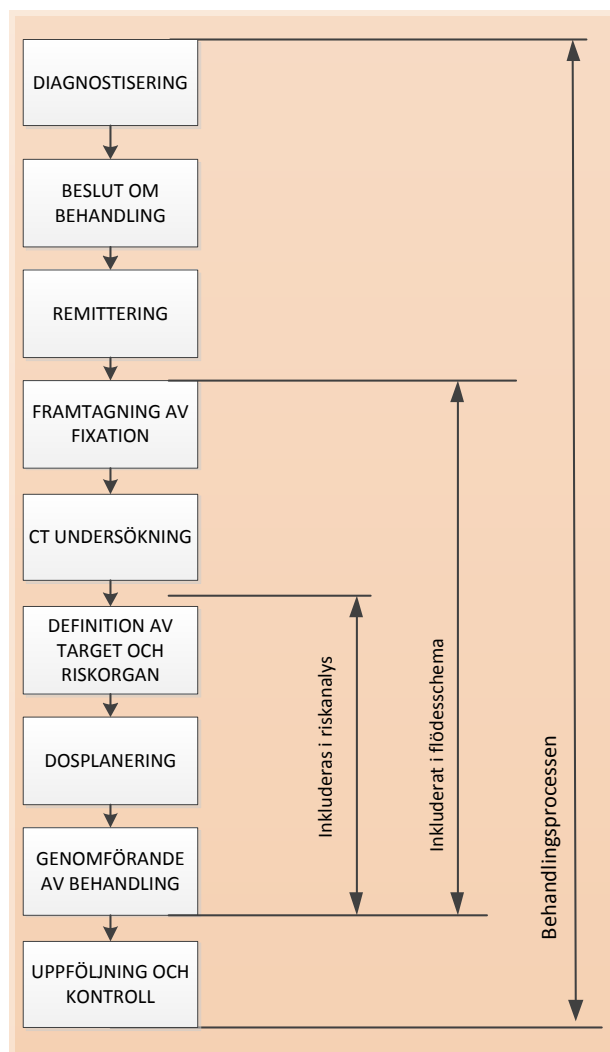 DIAGNOSTISERING
BESLUT OM
BEHANDLING
REMITTERING
FRAMTAGNING AV
FIXATION
CT UNDERSÖKNING
DEFINITION AV
TARGET OCH
RISKORGAN
DOSPLANERING
GENOMFÖRANDE
AV BEHANDLING
UPPFÖLJNING OCH
KONTROLL
Inkluderas i riskanalys
Inkluderat i flödesschema
Behandlingsprocessen